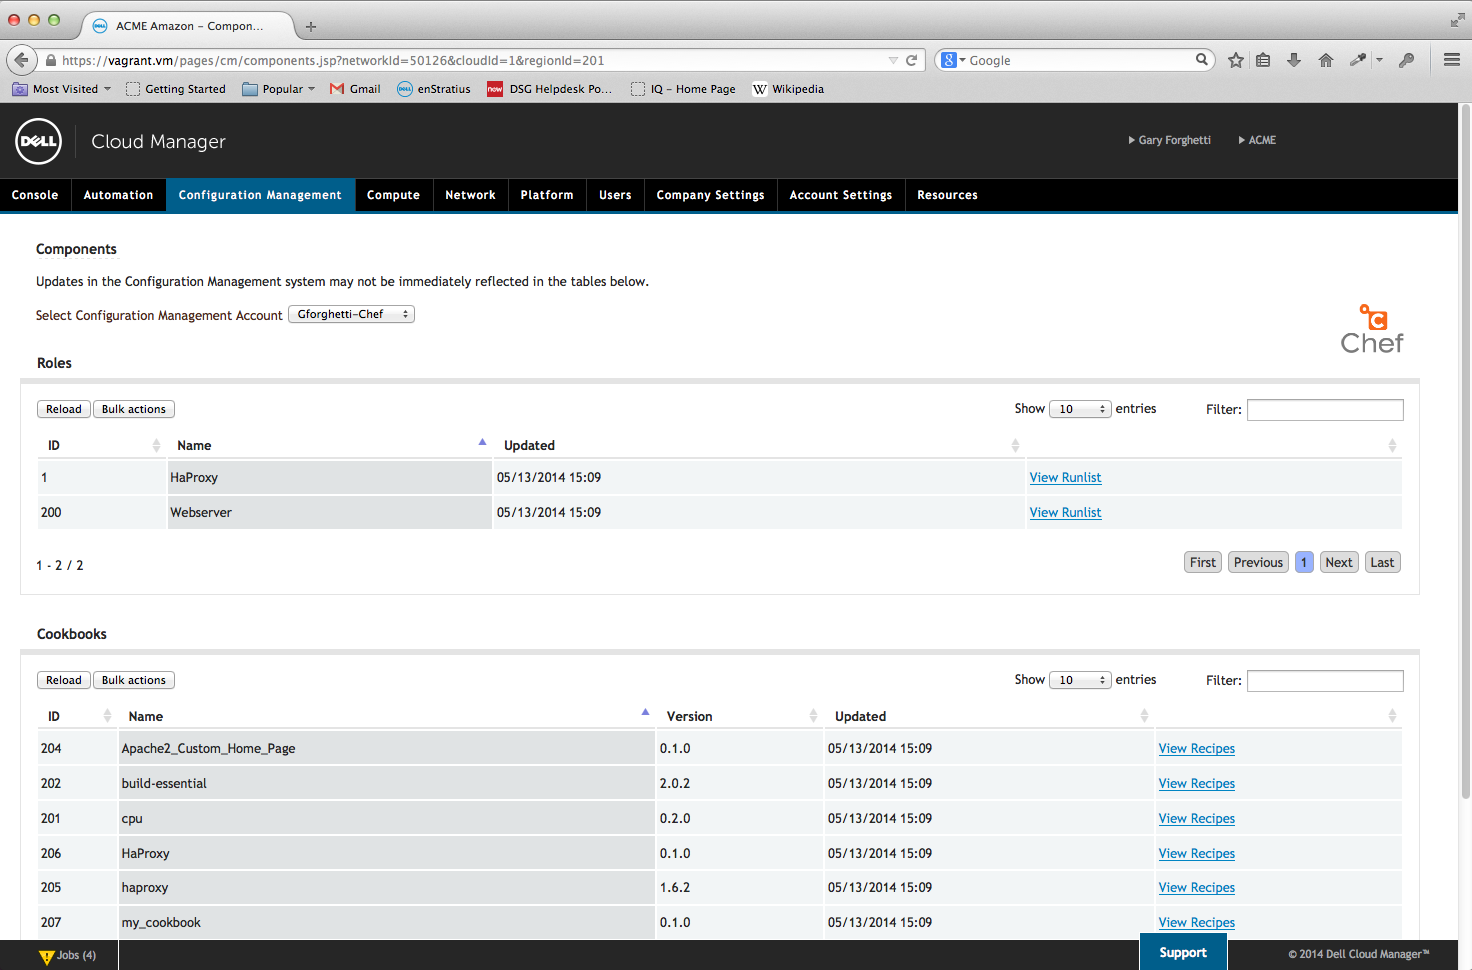 ACME Amazon – Compon...
https://vagrant.vm/pages/cm/components.jsp?networkId=50126&cloudId=1&regionId=201
8 Google
Most Visited Getting Started Popular Gmail DELL enStratius now DSG Helpdesk Po... IQ – Home Page W Wikipedia
DELL Cloud Manager Gary Forghetti ACME
Console Automation Configuration Management Compute Network Platform Users Company Settings Account Settings Resources
Components
Updates in the Configuration Management system may not be immediately reflected in the tables below.
Select Configuration Management Account Gforghetti-Chef
C
Chef
Roles
Reload Bulk actions Show 10 entries Filter:
ID Name Updated
1 HaProxy 05/13/2014 15:09 View Runlist
200 Webserver 05/13/2014 15:09 View Runlist
1 - 2 / 2 First Previous 1 Next Last
Cookbooks
Reload Bulk actions Show 10 entries Filter:
ID Name Version Updated
204 Apache2_Custom_Home_Page 0.1.0 05/13/2014 15:09 View Recipes
202 build-essential 2.0.2 05/13/2014 15:09 View Recipes
201 cpu 0.2.0 05/13/2014 15:09 View Recipes
206 HaProxy 0.1.0 05/13/2014 15:09 View Recipes
205 haproxy 1.6.2 05/13/2014 15:09 View Recipes
207 my_cookbook 0.1.0 05/13/2014 15:09 View Recipes
! Jobs (4) Support © 2014 Dell Cloud Manager™